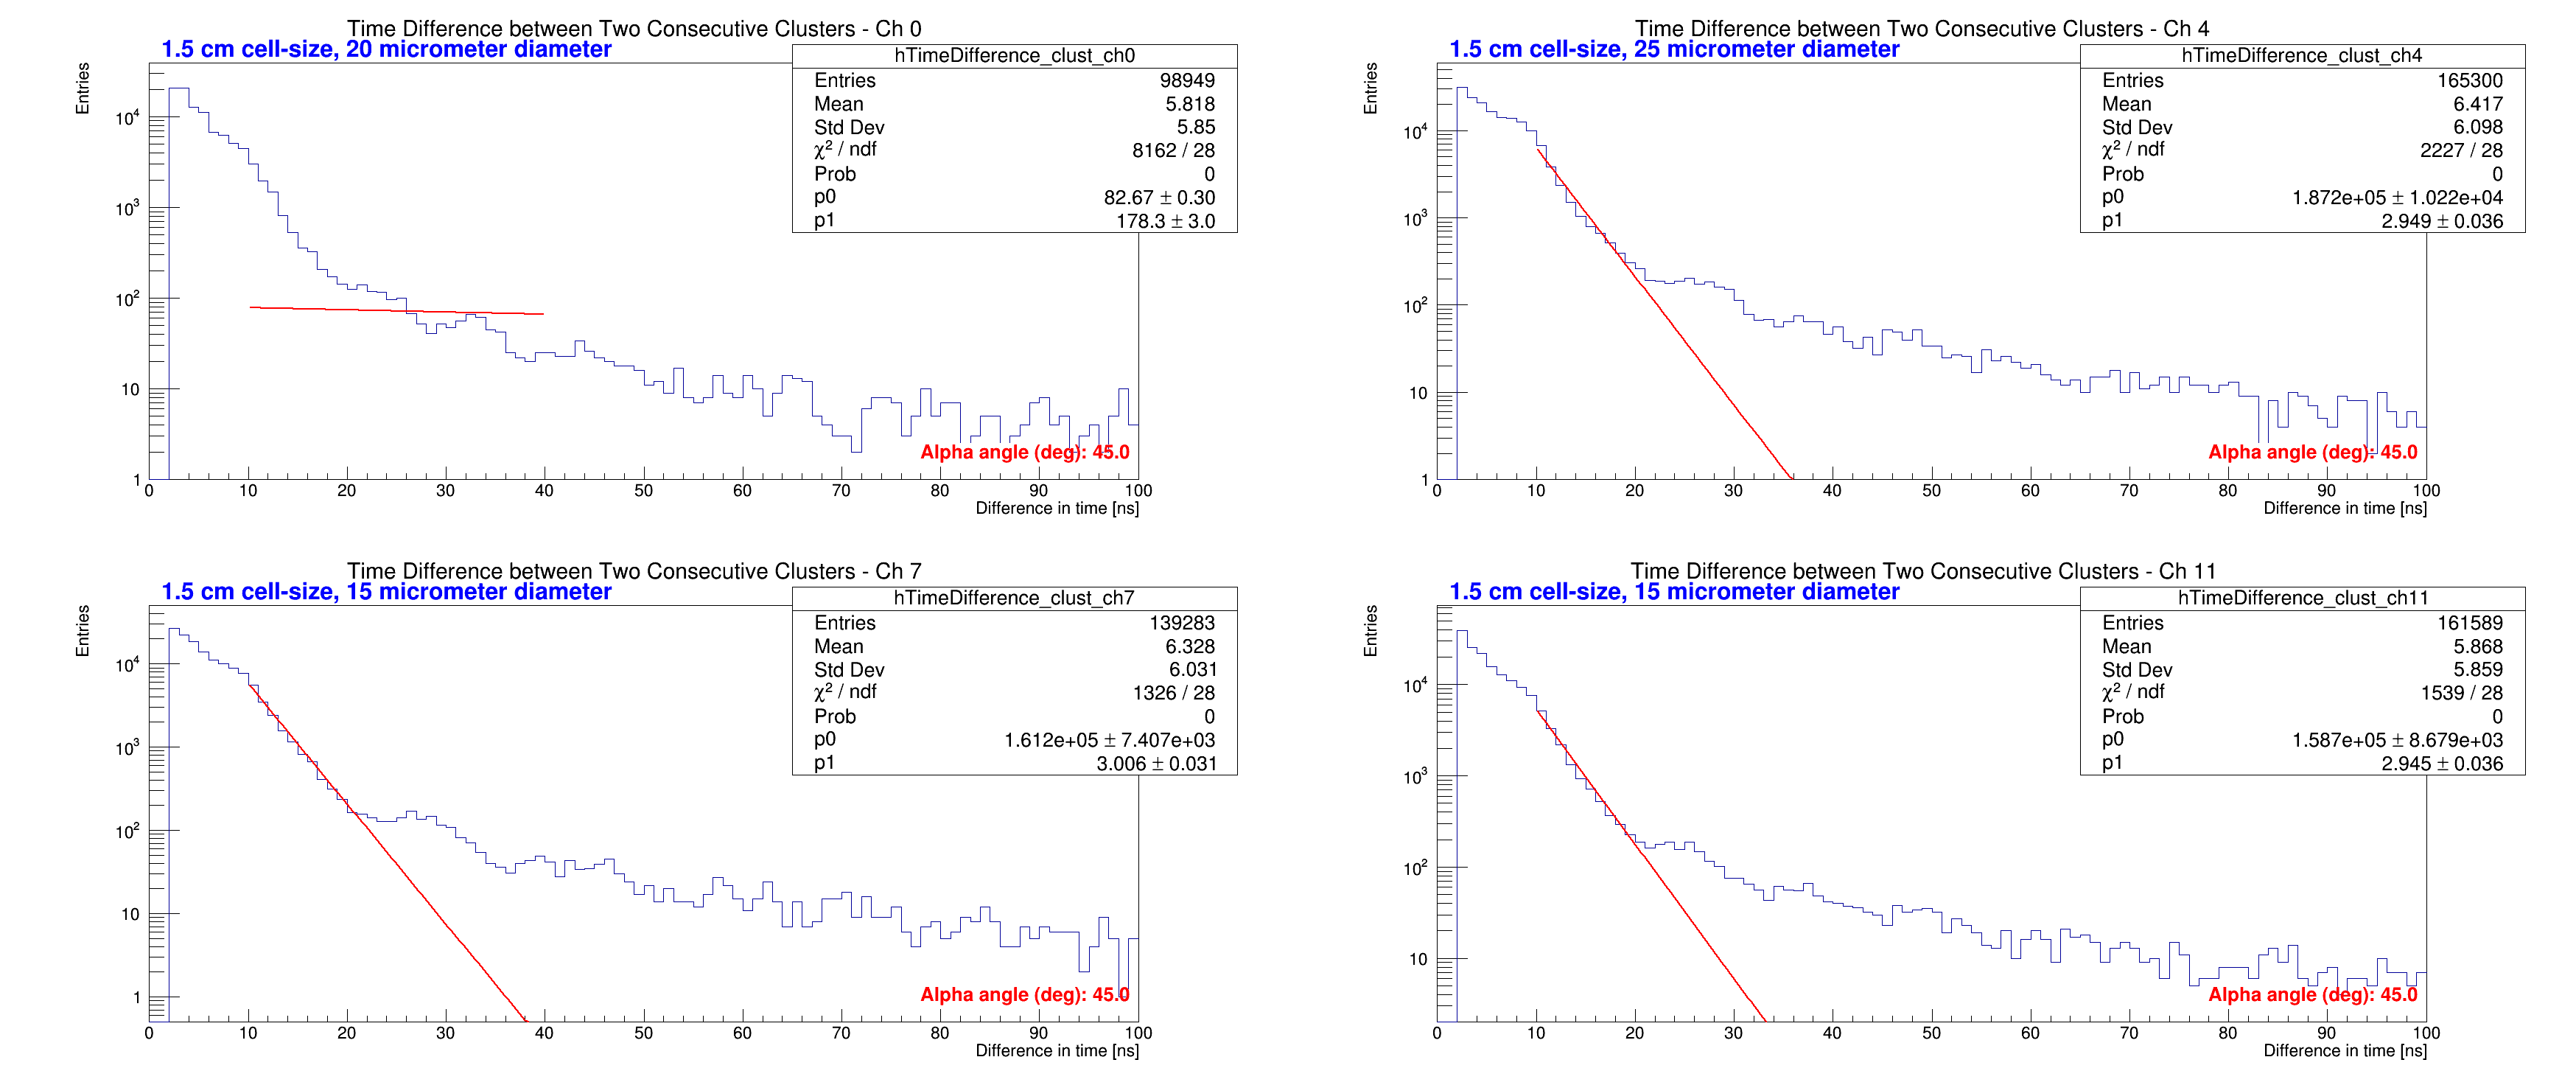 Time Difference between Two Consecutive Clusters - Ch 0
1.5 cm cell-size, 20 micrometer diameter
hTimeDifference_clust_ch0
Entries 98949
Mean 5.818
Std Dev 5.85
χ² / ndf 8162 / 28
Prob 0
p0 82.67 ± 0.30
p1 178.3 ± 3.0
Entries
10⁴
10³
10²
10
1
Alpha angle (deg): 45.0
0 10 20 30 40 50 60 70 80 90 100
Difference in time [ns]
Time Difference between Two Consecutive Clusters - Ch 4
1.5 cm cell-size, 25 micrometer diameter
hTimeDifference_clust_ch4
Entries 165300
Mean 6.417
Std Dev 6.098
χ² / ndf 2227 / 28
Prob 0
p0 1.872e+05 ± 1.022e+04
p1 2.949 ± 0.036
Entries
10⁴
10³
10²
10
1
Alpha angle (deg): 45.0
0 10 20 30 40 50 60 70 80 90 100
Difference in time [ns]
Time Difference between Two Consecutive Clusters - Ch 7
1.5 cm cell-size, 15 micrometer diameter
hTimeDifference_clust_ch7
Entries 139283
Mean 6.328
Std Dev 6.031
χ² / ndf 1326 / 28
Prob 0
p0 1.612e+05 ± 7.407e+03
p1 3.006 ± 0.031
Entries
10⁴
10³
10²
10
1
Alpha angle (deg): 45.0
0 10 20 30 40 50 60 70 80 90 100
Difference in time [ns]
Time Difference between Two Consecutive Clusters - Ch 11
1.5 cm cell-size, 15 micrometer diameter
hTimeDifference_clust_ch11
Entries 161589
Mean 5.868
Std Dev 5.859
χ² / ndf 1539 / 28
Prob 0
p0 1.587e+05 ± 8.679e+03
p1 2.945 ± 0.036
Entries
10⁴
10³
10²
10
Alpha angle (deg): 45.0
0 10 20 30 40 50 60 70 80 90 100
Difference in time [ns]